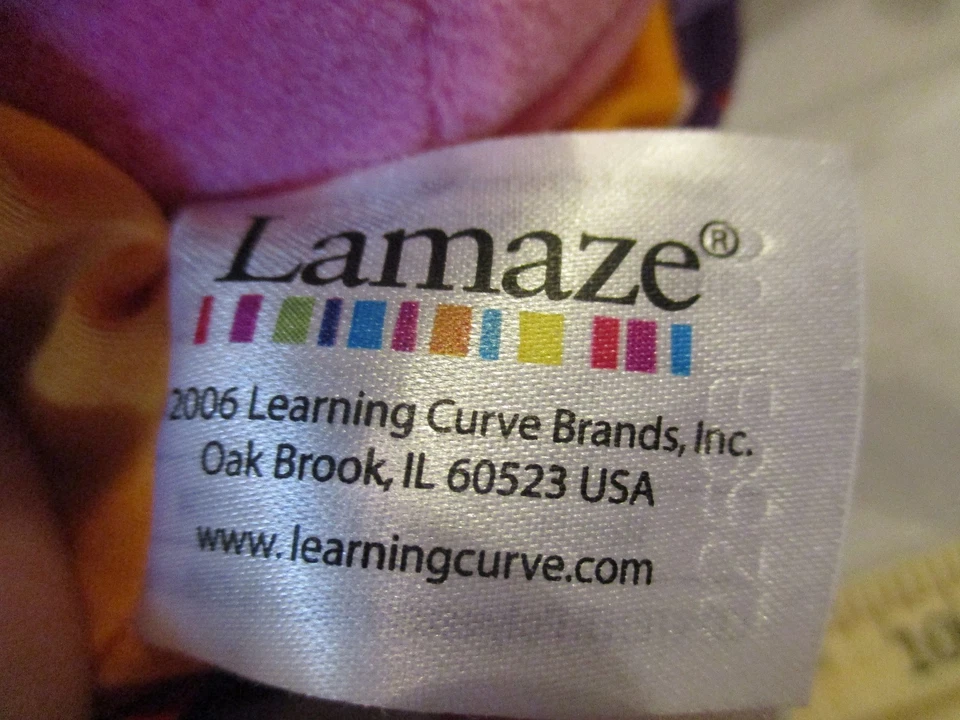 Lamaze®
2006 Learning Curve Brands, Inc.
Oak Brook, IL 60523 USA
www.learningcurve.com